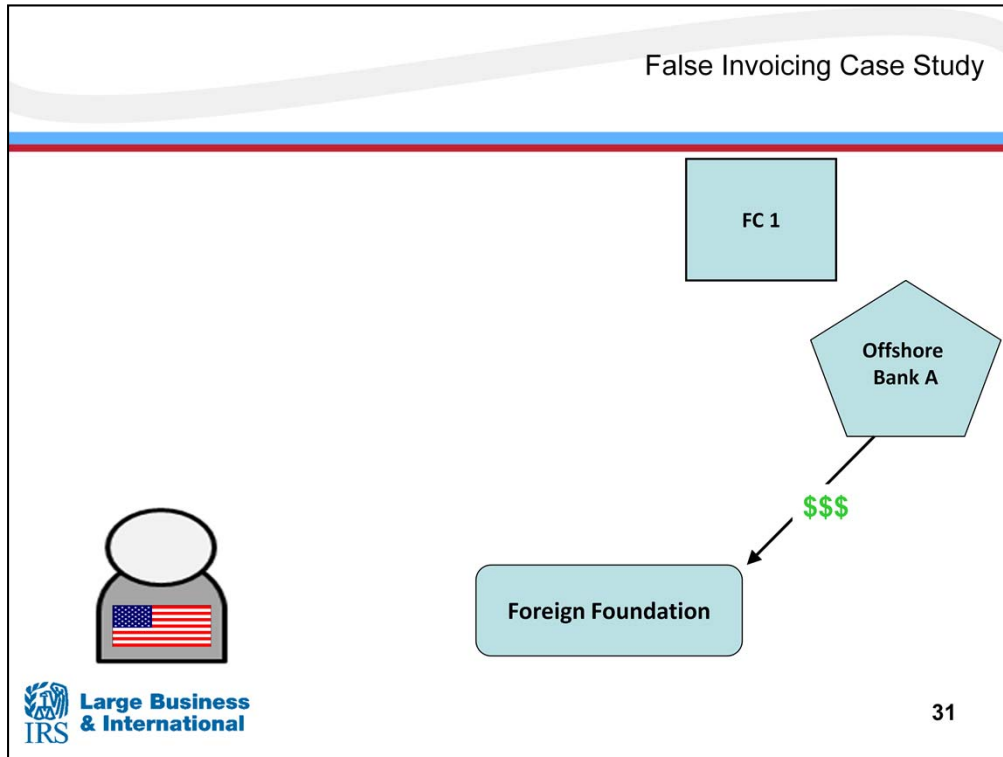 False Invoicing Case Study
FC 1
Offshore
Bank A
$$$
Foreign Foundation
IRS
Large Business
& International
31